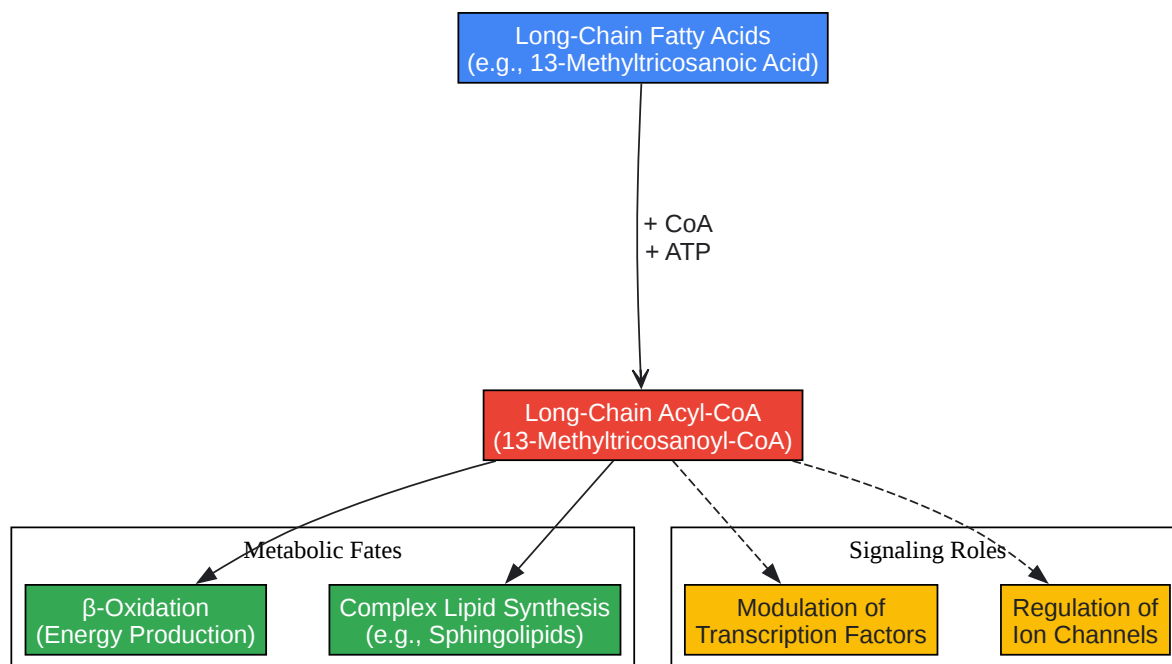 Long-Chain Fatty Acids
(e.g., 13-Methyltricosanoic Acid)
+ CoA
+ ATP
Long-Chain Acyl-CoA
(13-Methyltricosanoyl-CoA)
Metabolic Fates
Signaling Roles
β-Oxidation
(Energy Production)
Complex Lipid Synthesis
(e.g., Sphingolipids)
Modulation of
Transcription Factors
Regulation of
Ion Channels